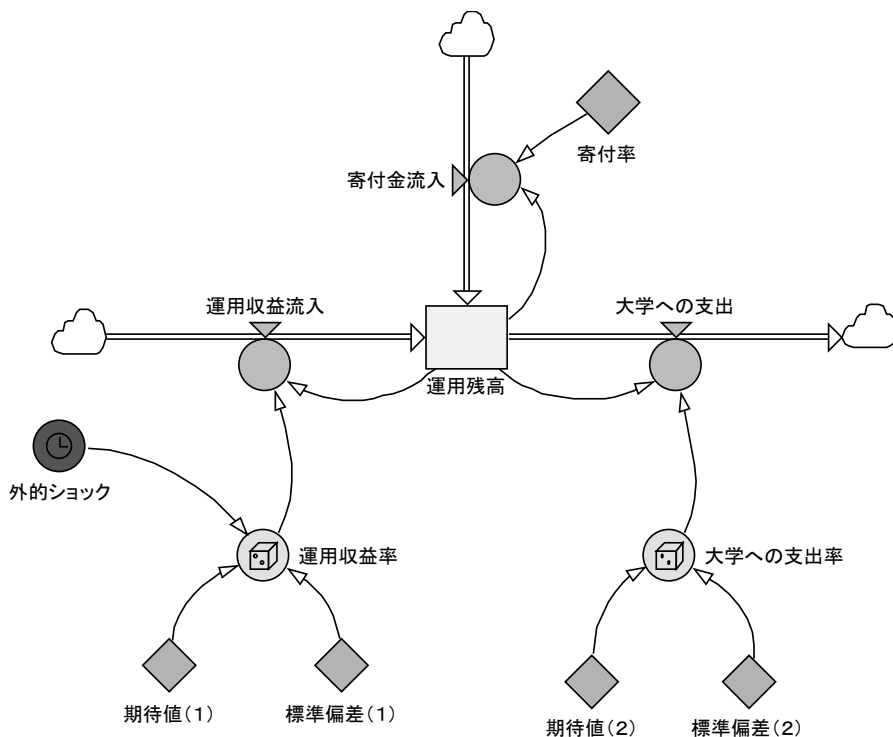 寄付率
寄付金流入
運用収益流入
大学への支出
運用残高
外的ショック
運用収益率
大学への支出率
期待値(1)
標準偏差(1)
期待値(2)
標準偏差(2)